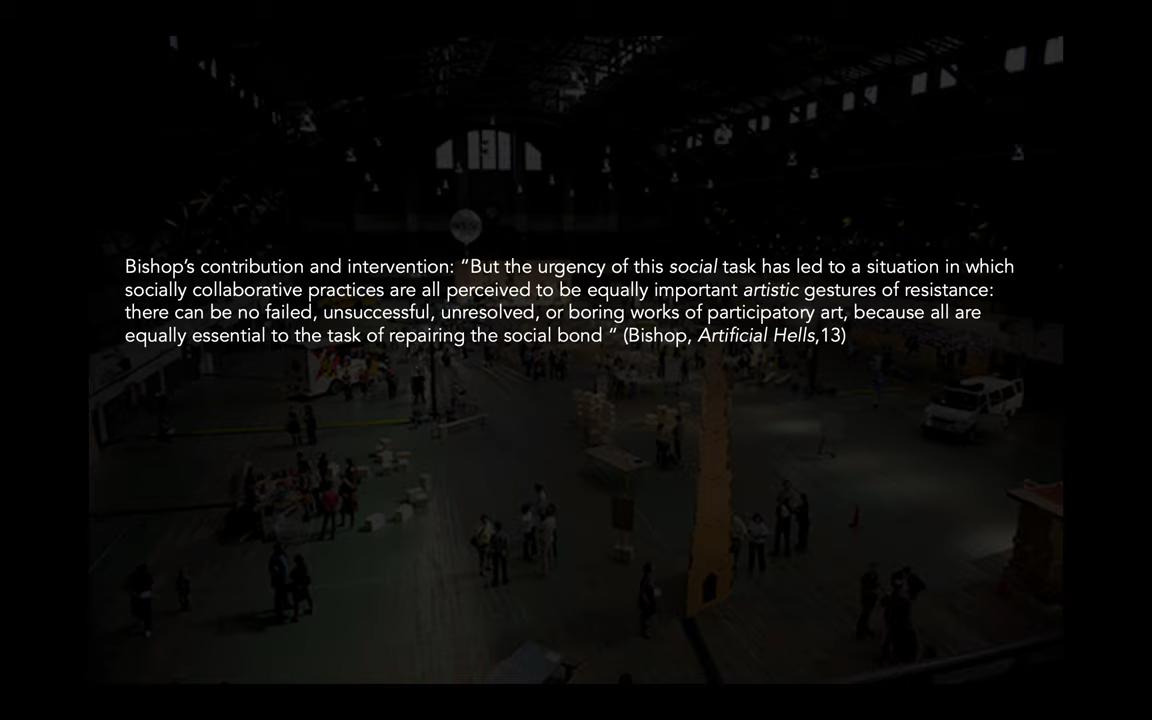 Bishop’s contribution and intervention: “But the urgency of this social task has led to a situation in which
socially collaborative practices are all perceived to be equally important artistic gestures of resistance:
there can be no failed, unsuccessful, unresolved, or boring works of participatory art, because all are
equally essential to the task of repairing the social bond “ (Bishop, Artificial Hells,13)